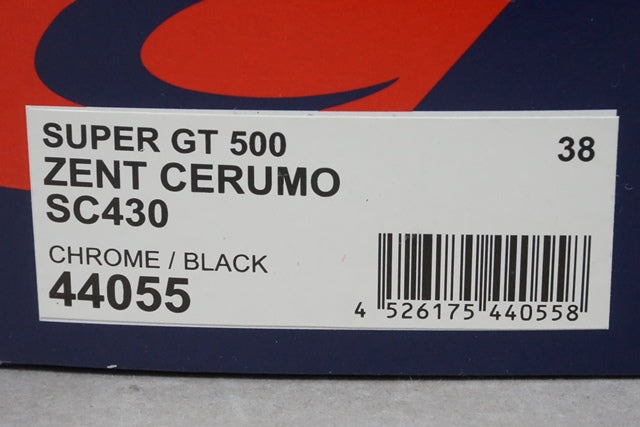 SUPER GT 500 38
ZENT CERUMO
SC430
CHROME / BLACK
44055
4 526175 440558